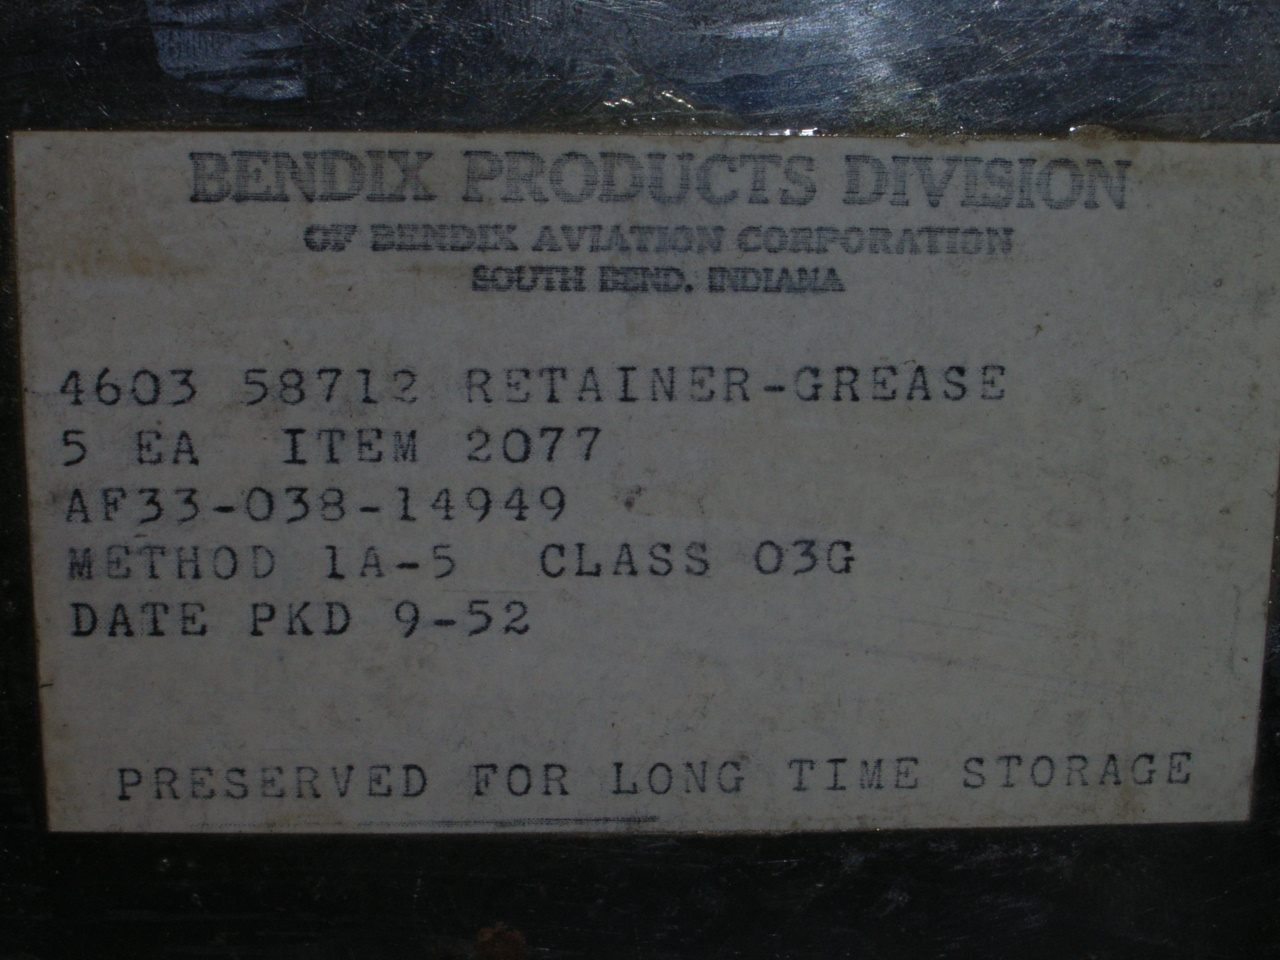 BENDIX PRODUCTS DIVISION
OF BENDIX AVIATION CORPORATION
SOUTH BEND, INDIANA
4603 58712 RETAINER-GREASE
5 EA ITEM 2077
AF33-038-14949
METHOD 1A-5 CLASS 03G
DATE PKD 9-52
PRESERVED FOR LONG TIME STORAGE